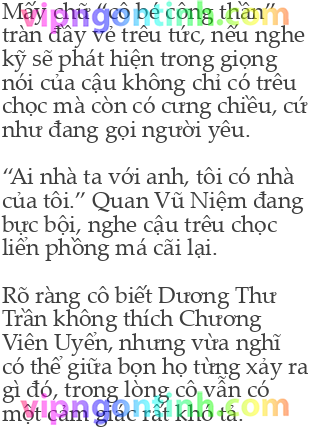 Mấy chữ “cô bé công thần”
vipngontinh.com
tràn đầy vẻ trêu tức, nếu nghe
kỹ sẽ phát hiện trong giọng
nói của cậu không chỉ có trêu
chọc mà còn có cưng chiều, cứ
như đang gọi người yêu.
“Ai nhà ta với anh, tôi có nhà
của tôi.” Quan Vũ Niệm đang
bực bội, nghe cậu trêu chọc
liển phồng má cãi lại.
Rõ ràng cô biết Dương Thư
Trần không thích Chương
Viên Uyển, nhưng vừa nghĩ
có thể giữa bọn họ từng xảy ra
gì đó, trong lòng cô vẫn có
một cảm giác rất khó tả.
vipngontinh.com